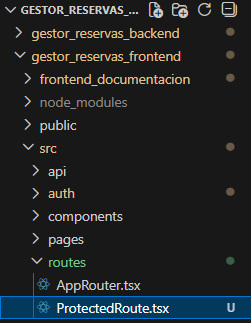 GESTOR_RESERVAS_...
gestor_reservas_backend
gestor_reservas_frontend
frontend_documentacion
node_modules
public
src
api
auth
components
pages
routes
AppRouter.tsx
ProtectedRoute.tsx U